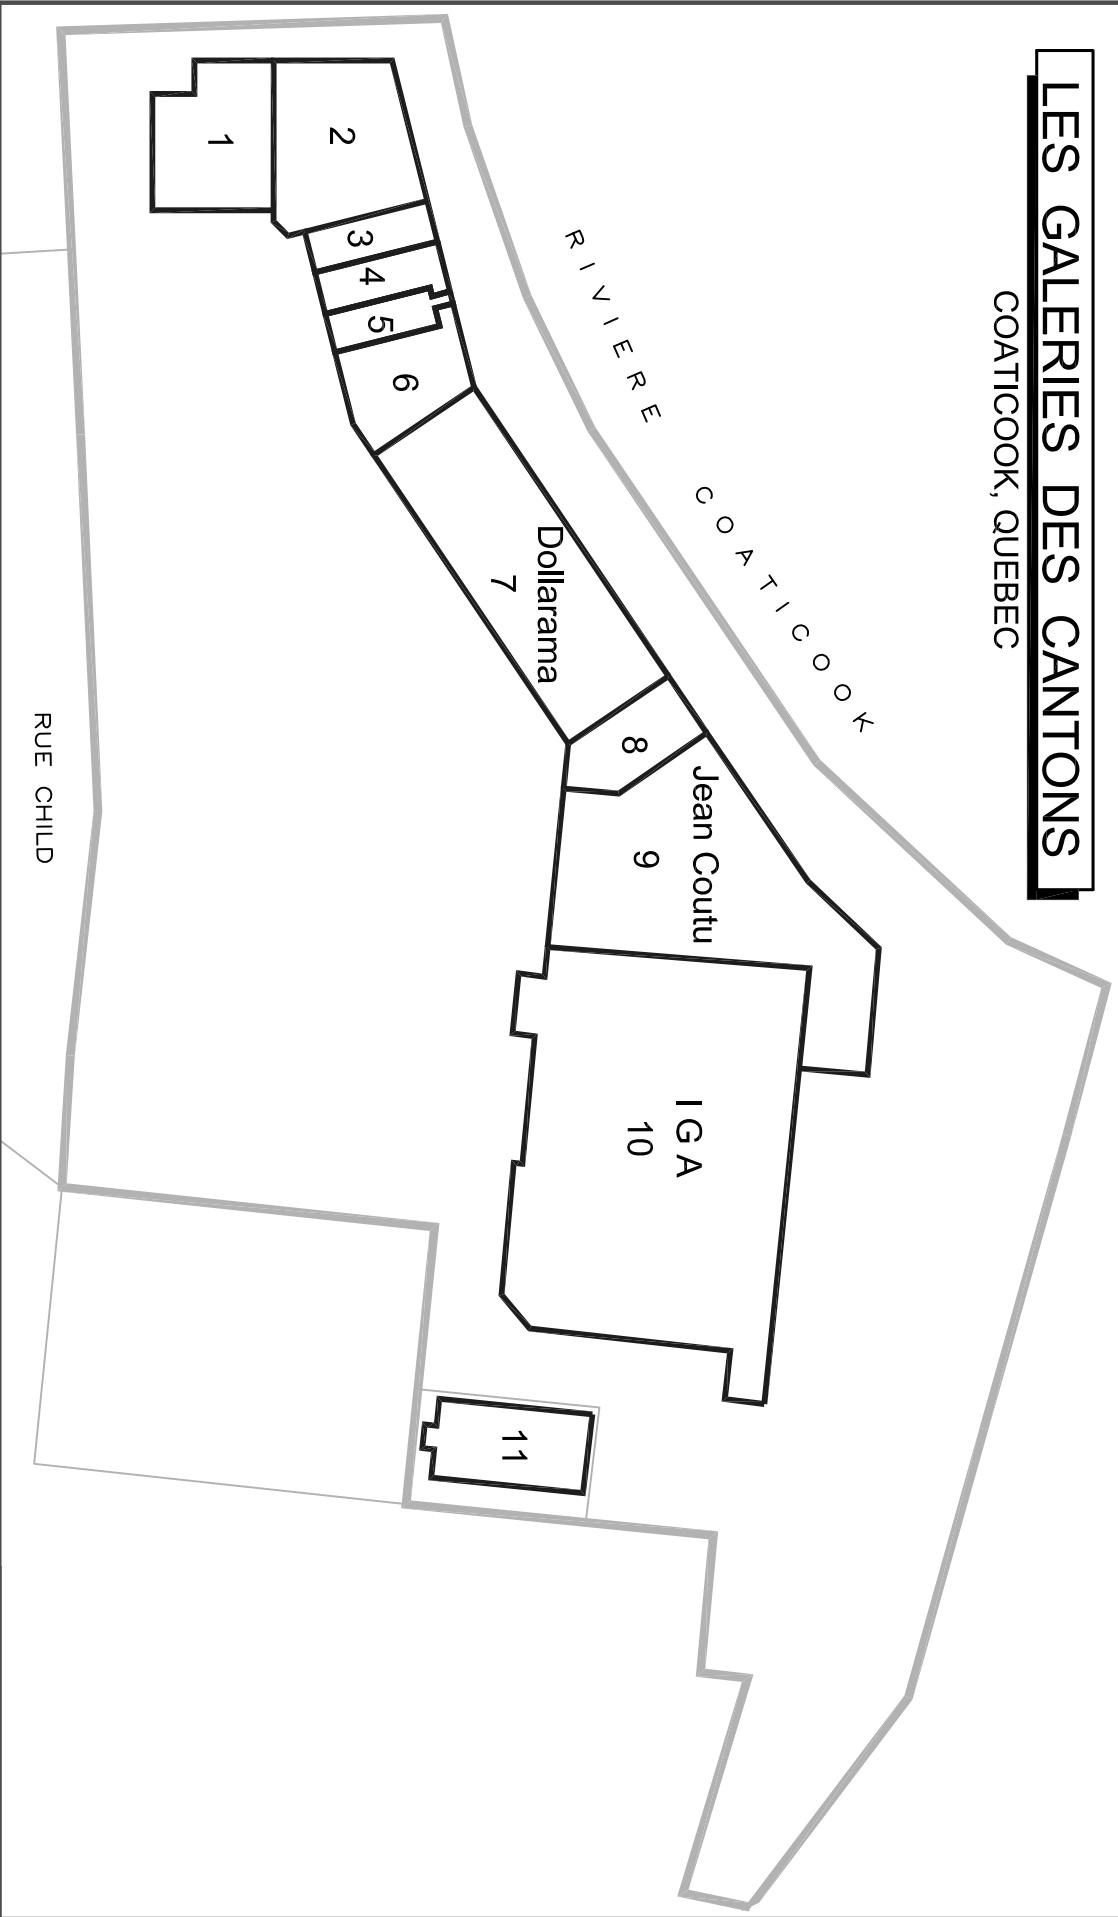 LES GALERIES DES CANTONS
COATICOOK, QUEBEC
RIVIERE COATICOOK
1
2
3
4
5
6
Dollarama
7
8
Jean Coutu
9
IGA
10
11
RUE CHILD